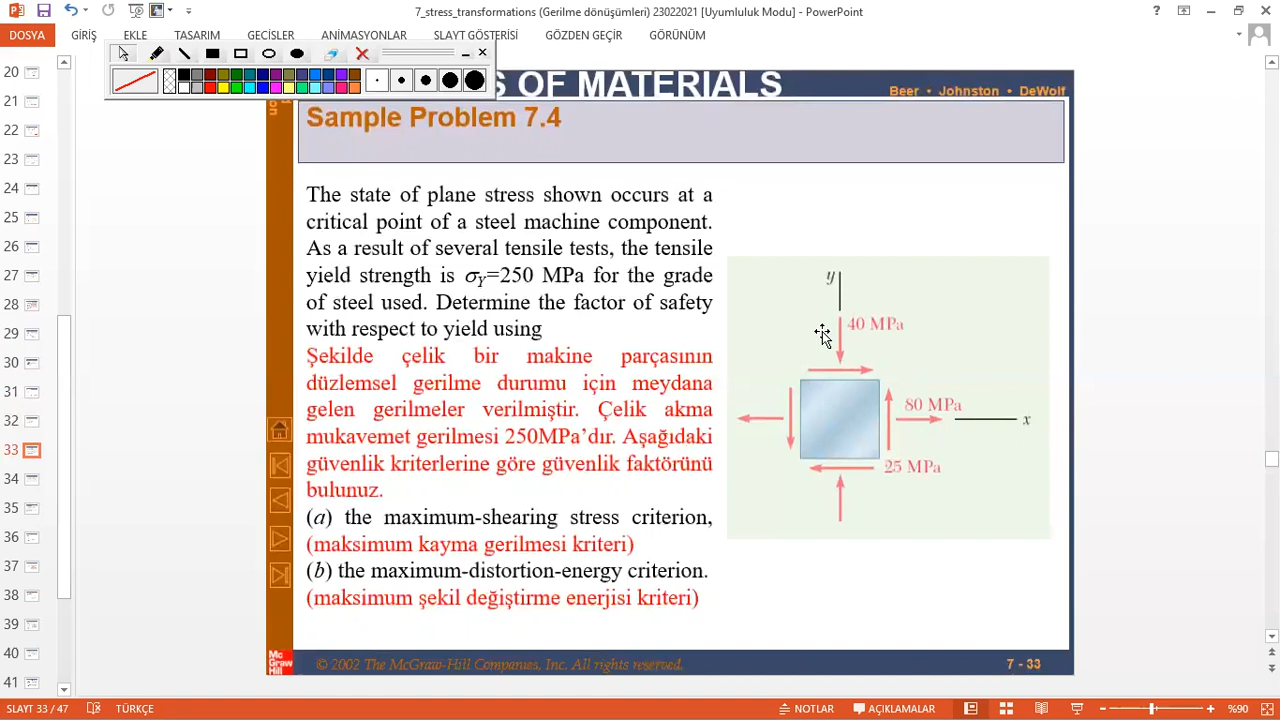 7_stress_transformations (Gerilme dönüşümleri) 23022021 [Uyumluluk Modu] - PowerPoint
DOSYA GİRİŞ EKLE TASARIM GEÇİSLER ANİMASYONLAR SLAYT GÖSTERİSİ GÖZDEN GEÇİR GÖRÜNÜM
S OF MATERIALS
Beer • Johnston • DeWolf
Sample Problem 7.4
The state of plane stress shown occurs at a
critical point of a steel machine component.
As a result of several tensile tests, the tensile
yield strength is σY=250 MPa for the grade
of steel used. Determine the factor of safety
with respect to yield using
Şekilde çelik bir makine parçasının
düzlemsel gerilme durumu için meydana
gelen gerilmeler verilmiştir. Çelik akma
mukavemet gerilmesi 250MPa’dır. Aşağıdaki
güvenlik kriterlerine göre güvenlik faktörünü
bulunuz.
(a) the maximum-shearing stress criterion,
(maksimum kayma gerilmesi kriteri)
(b) the maximum-distortion-energy criterion.
(maksimum şekil değiştirme enerjisi kriteri)
y
40 MPa
80 MPa
x
25 MPa
20
21
22
23
24
25
26
27
28
29
30
31
32
33
34
35
36
37
38
39
40
41
Mc
Graw
Hill
© 2002 The McGraw-Hill Companies, Inc. All rights reserved.
7 - 33
SLAYT 33 / 47 TÜRKÇE NOTLAR AÇIKLAMALAR %90